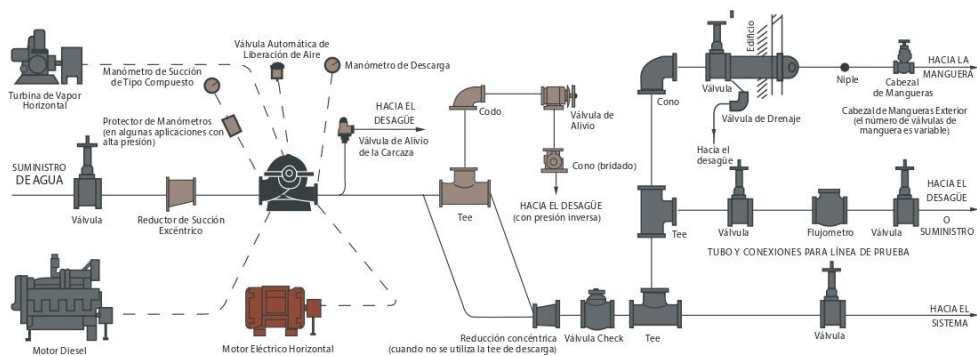 Turbina de Vapor
Horizontal
Manómetro de Succión
de Tipo Compuesto
Válvula Automática de
Liberación de Aire
Manómetro de Descarga
Protector de Manómetros
(en algunas aplicaciones con
alta presión)
HACIA EL
DESAGÜE
Válvula de Alivio
de la Carcaza
Codo
Válvula de
Alivio
Cono (bridado)
HACIA EL DESAGÜE
(con presión inversa)
Tee
SUMINISTRO
DE AGUA
Válvula
Reductor de Succión
Excéntrico
Motor Diesel
Motor Eléctrico Horizontal
Reducción concéntrica
(cuando no se utiliza la tee de descarga)
Válvula Check
Tee
Cono
Válvula
Edificio
Válvula de Drenaje
Hacia el
desagüe
Niple
Cabezal
de Mangueras
HACIA LA
MANGUERA
Cabezal de Mangueras Exterior
(el número de válvulas de
manguera es variable)
Tee
Válvula
Flujometro
Válvula
HACIA EL
DESAGÜE
O
SUMINISTRO
TUBO Y CONEXIONES PARA LÍNEA DE PRUEBA
Válvula
HACIA EL
SISTEMA